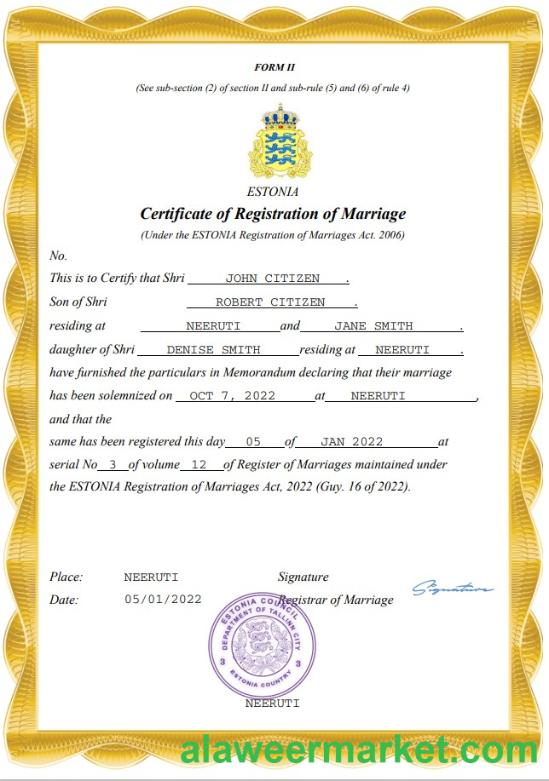 FORM II
(See sub-section (2) of section II and sub-rule (5) and (6) of rule 4)
ESTONIA
Certificate of Registration of Marriage
(Under the ESTONIA Registration of Marriages Act. 2006)
No.
This is to Certify that Shri JOHN CITIZEN .
Son of Shri ROBERT CITIZEN .
residing at NEERUTI and JANE SMITH .
daughter of Shri DENISE SMITH residing at NEERUTI .
have furnished the particulars in Memorandum declaring that their marriage
has been solemnized on OCT 7, 2022 at NEERUTI ,
and that the
same has been registered this day 05 of JAN 2022 at
serial No 3 of volume 12 of Register of Marriages maintained under
the ESTONIA Registration of Marriages Act, 2022 (Guy. 16 of 2022).
Place: NEERUTI Signature
Signature
Date: 05/01/2022 Registrar of Marriage
ESTONIA COUNCIL
DEPARTMENT OF TALLINN CITY
3 3
ESTONIA COUNTRY
NEERUTI
alaweermarket.com